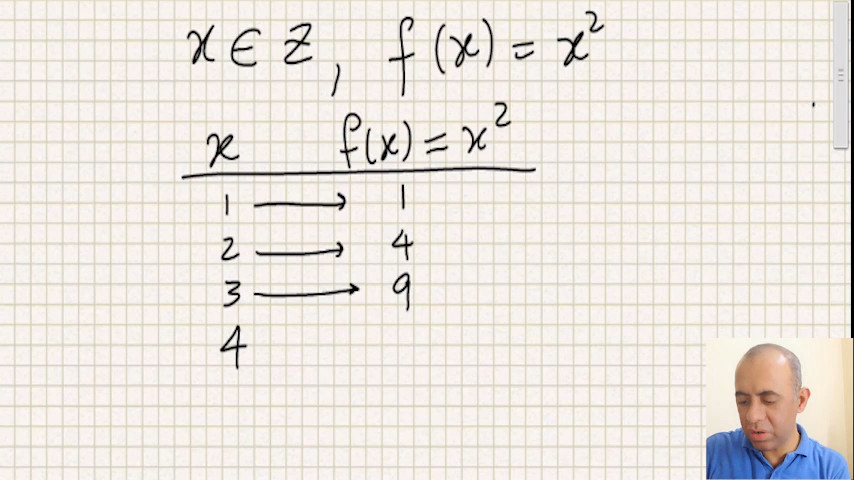 x ∈ Z, f(x) = x²
x f(x) = x²
1 → 1
2 → 4
3 → 9
4